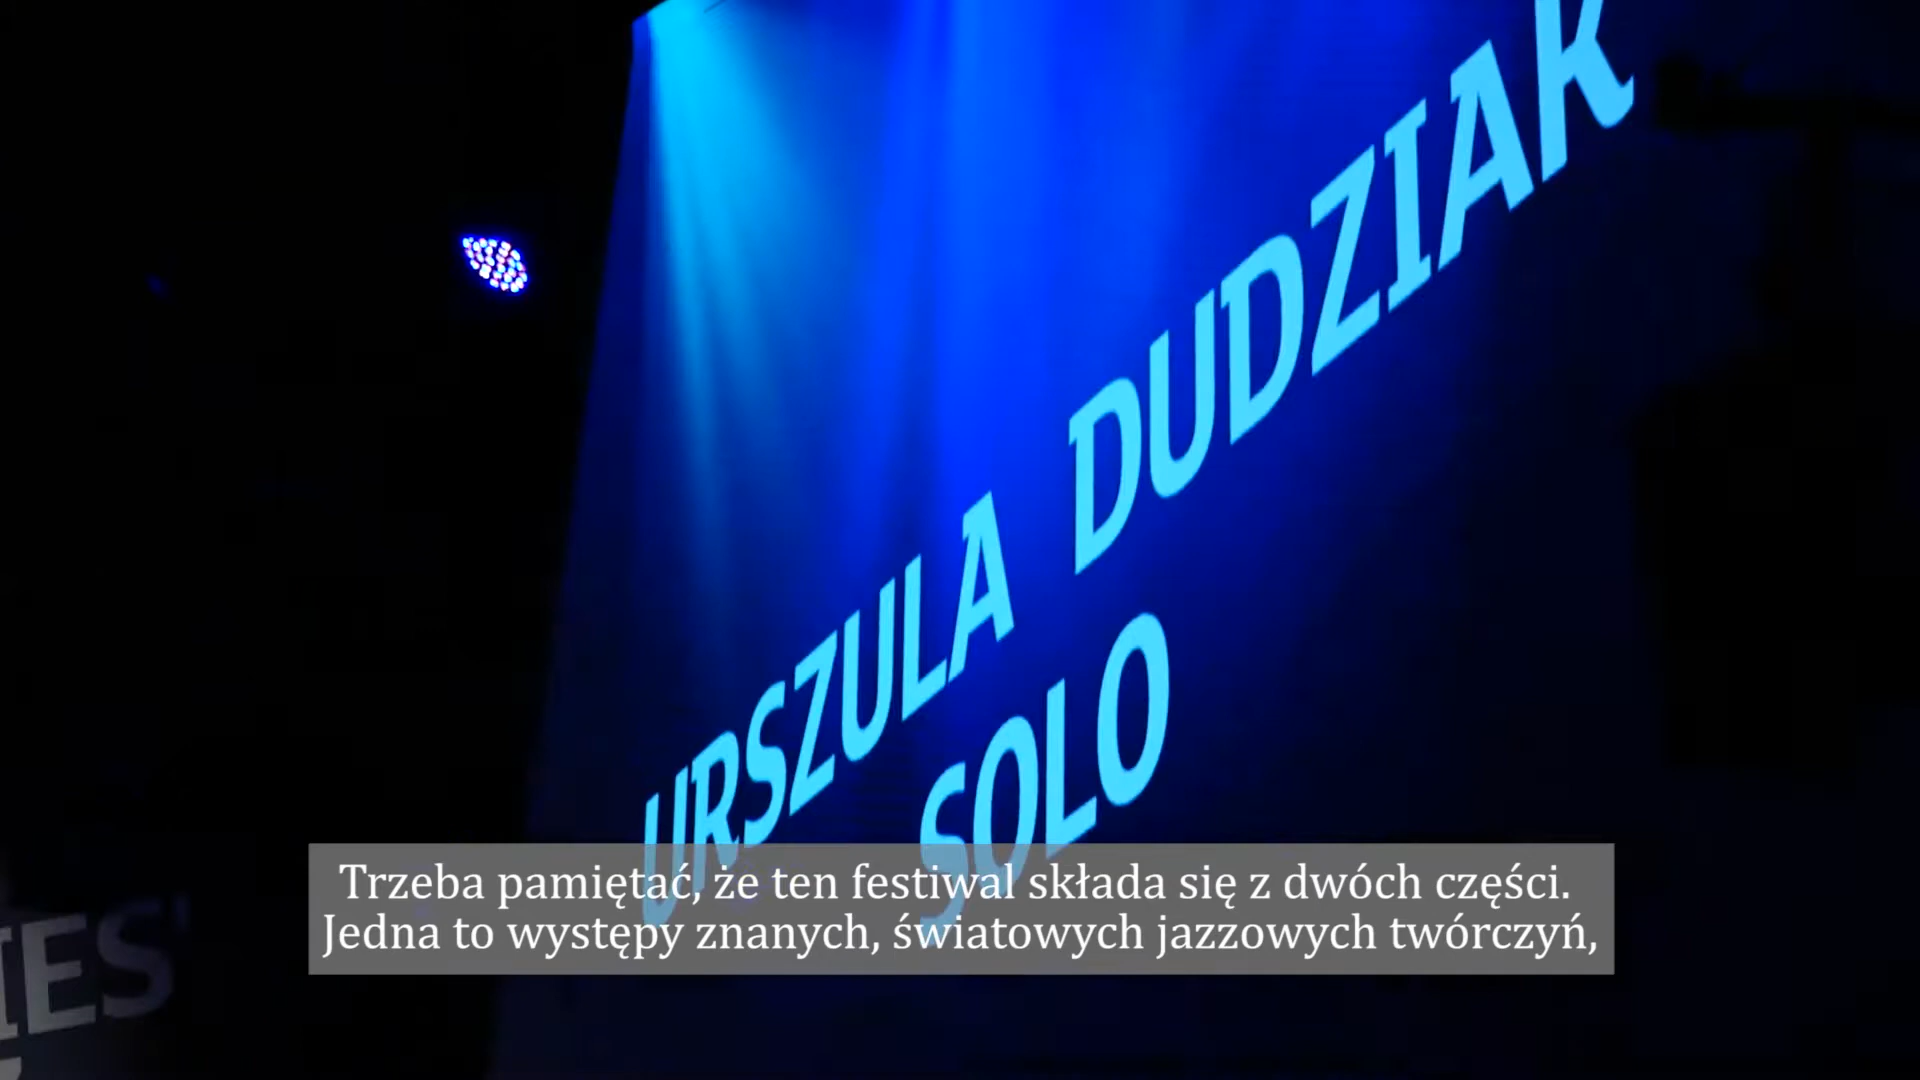 URSZULA DUDZIAK
SOLO
Trzeba pamiętać, że ten festiwal składa się z dwóch części.
Jedna to występy znanych, światowych jazzowych twórczyń,